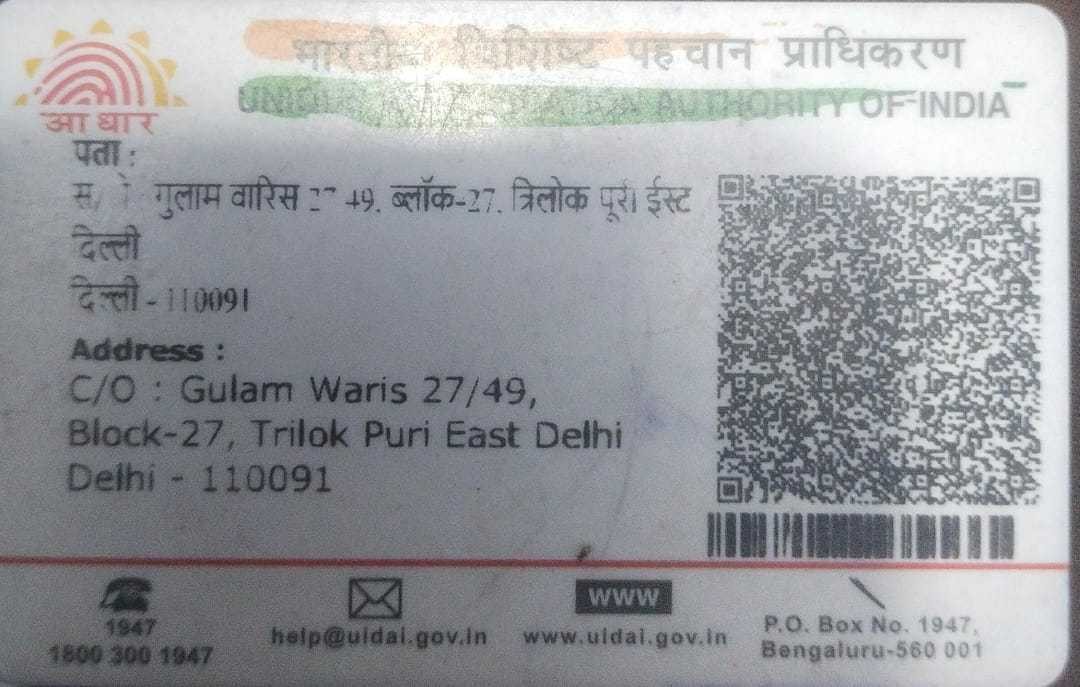 भारतीय विशिष्ट पहचान प्राधिकरण
AUTHORITY OF INDIA
आधार
पता :
गुलाम वारिस 49, ब्लॉक-27, त्रिलोक पूरी ईस्ट
दिल्ली
दिल्ली - 110091
Address :
C/O : Gulam Waris 27/49,
Block-27, Trilok Puri East Delhi
Delhi - 110091
1947
1800 300 1947
help@uidai.gov.in
www
www.uidai.gov.in
P.O. Box No. 1947,
Bengaluru-560 001